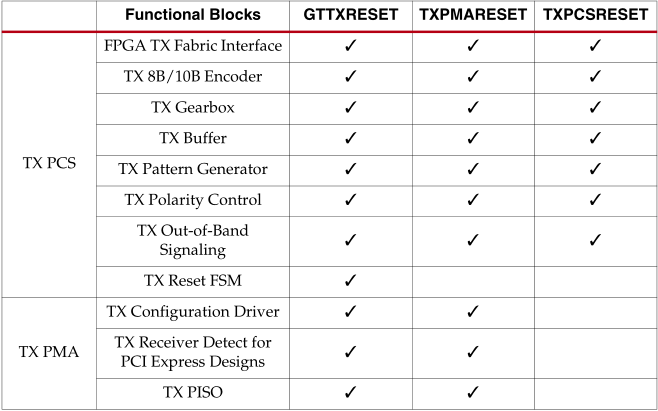 Functional Blocks GTTXRESET TXPMARESET TXPCSRESET
TX PCS
FPGA TX Fabric Interface ✓ ✓ ✓
TX 8B/10B Encoder ✓ ✓ ✓
TX Gearbox ✓ ✓ ✓
TX Buffer ✓ ✓ ✓
TX Pattern Generator ✓ ✓ ✓
TX Polarity Control ✓ ✓ ✓
TX Out-of-Band
Signaling ✓ ✓ ✓
TX Reset FSM ✓
TX PMA
TX Configuration Driver ✓ ✓
TX Receiver Detect for
PCI Express Designs ✓ ✓
TX PISO ✓ ✓